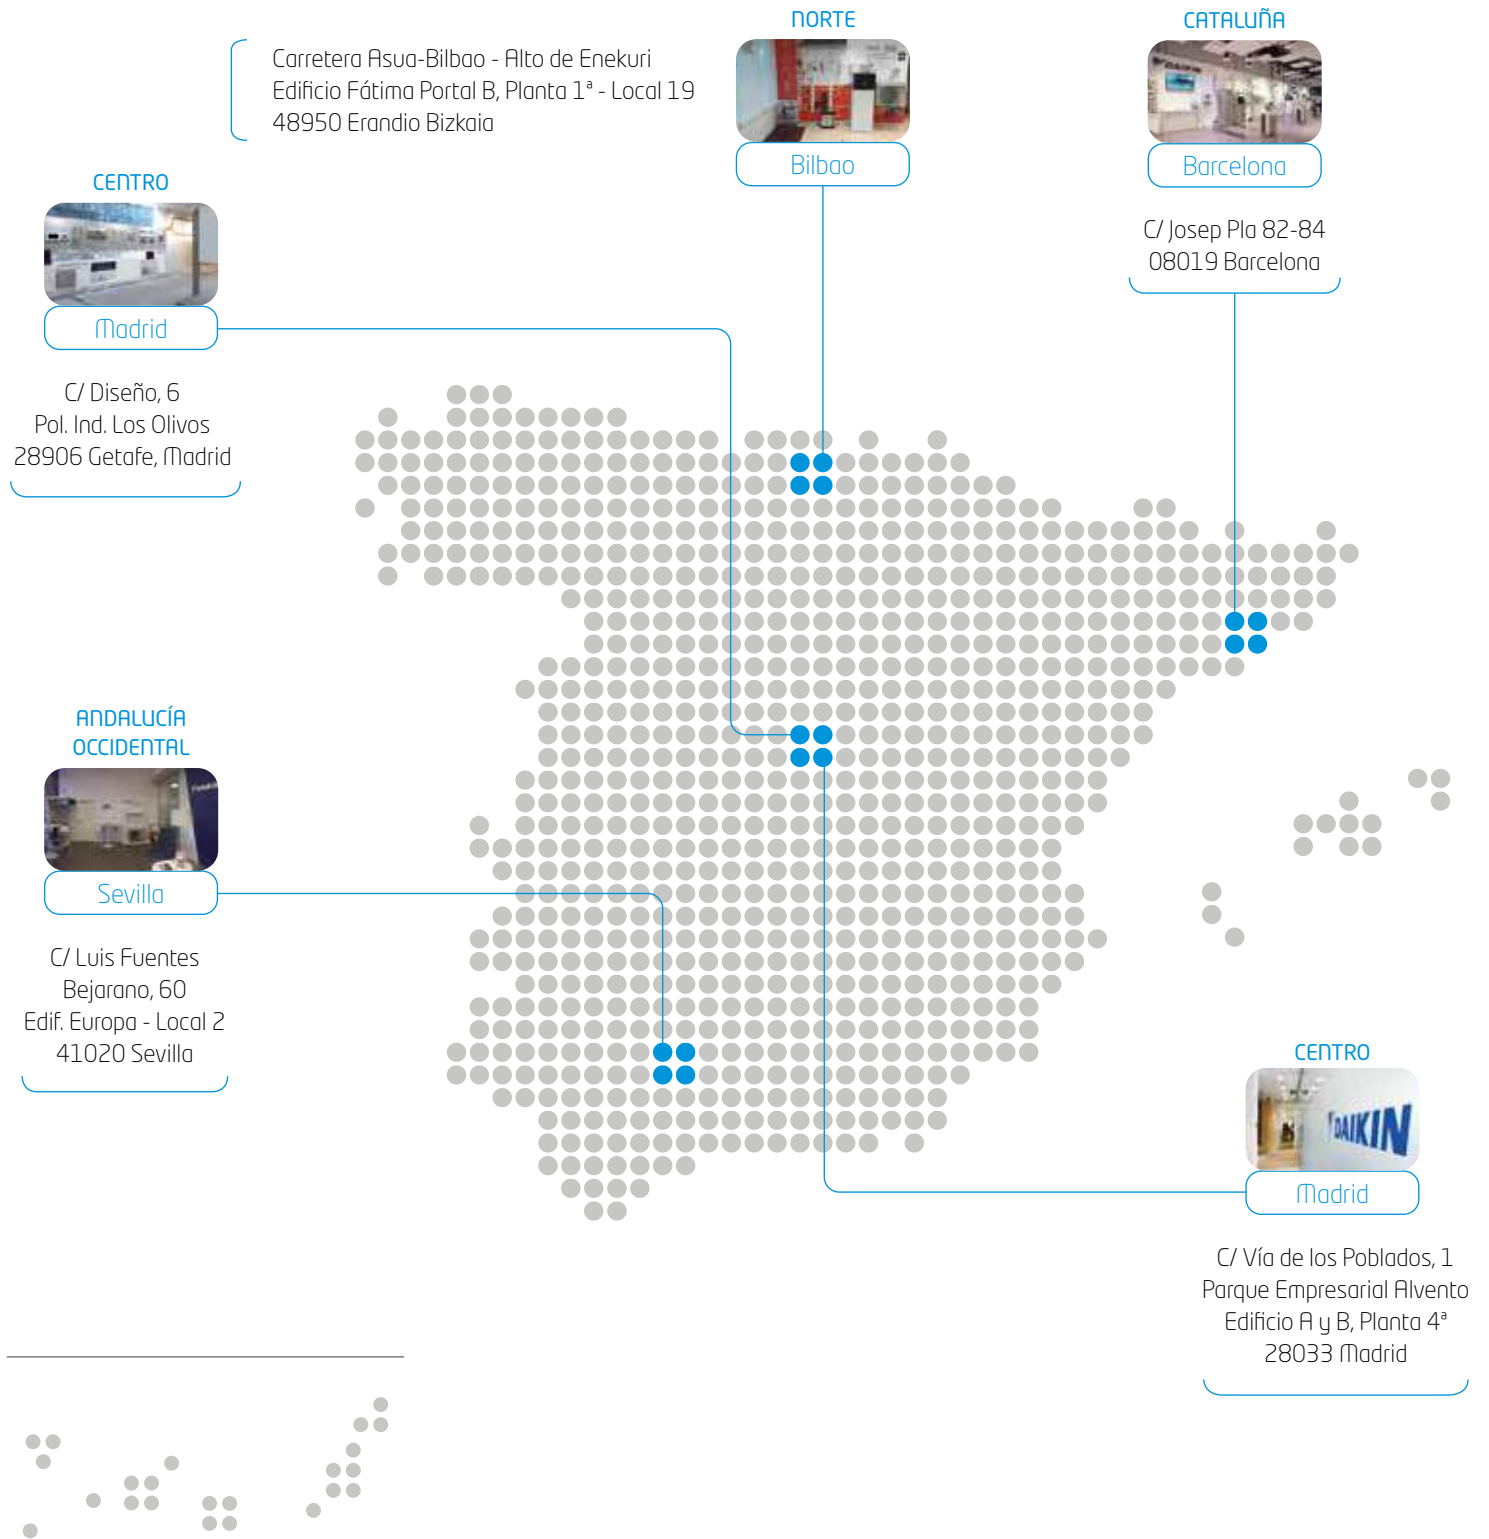 NORTE
Carretera Asua-Bilbao - Alto de Enekuri
Edificio Fátima Portal B, Planta 1ª - Local 19
48950 Erandio Bizkaia
Bilbao
CATALUÑA
DAIKIN
Barcelona
C/ Josep Pla 82-84
08019 Barcelona
CENTRO
Madrid
C/ Diseño, 6
Pol. Ind. Los Olivos
28906 Getafe, Madrid
ANDALUCÍA
OCCIDENTAL
Sevilla
C/ Luis Fuentes
Bejarano, 60
Edif. Europa - Local 2
41020 Sevilla
CENTRO
DAIKIN
Madrid
C/ Vía de los Poblados, 1
Parque Empresarial Alvento
Edificio A y B, Planta 4ª
28033 Madrid